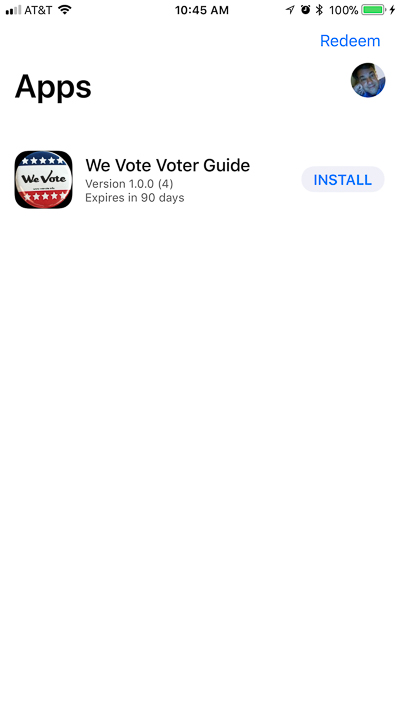 AT&T 10:45 AM 100%
Redeem
Apps
We Vote
We Vote Voter Guide
Version 1.0.0 (4)
Expires in 90 days
INSTALL